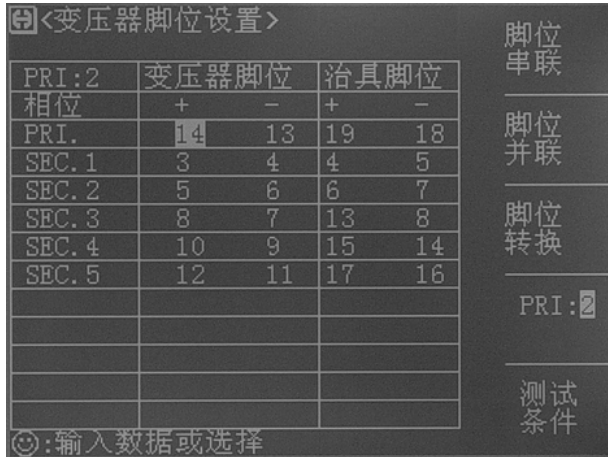 <变压器脚位设置>
PRI:2 变压器脚位 治具脚位
相位 + - + -
PRI. 14 13 19 18
SEC.1 3 4 4 5
SEC.2 5 6 6 7
SEC.3 8 7 13 8
SEC.4 10 9 15 14
SEC.5 12 11 17 16
:输入数据或选择
脚位
串联
脚位
并联
脚位
转换
PRI:2
测试
条件